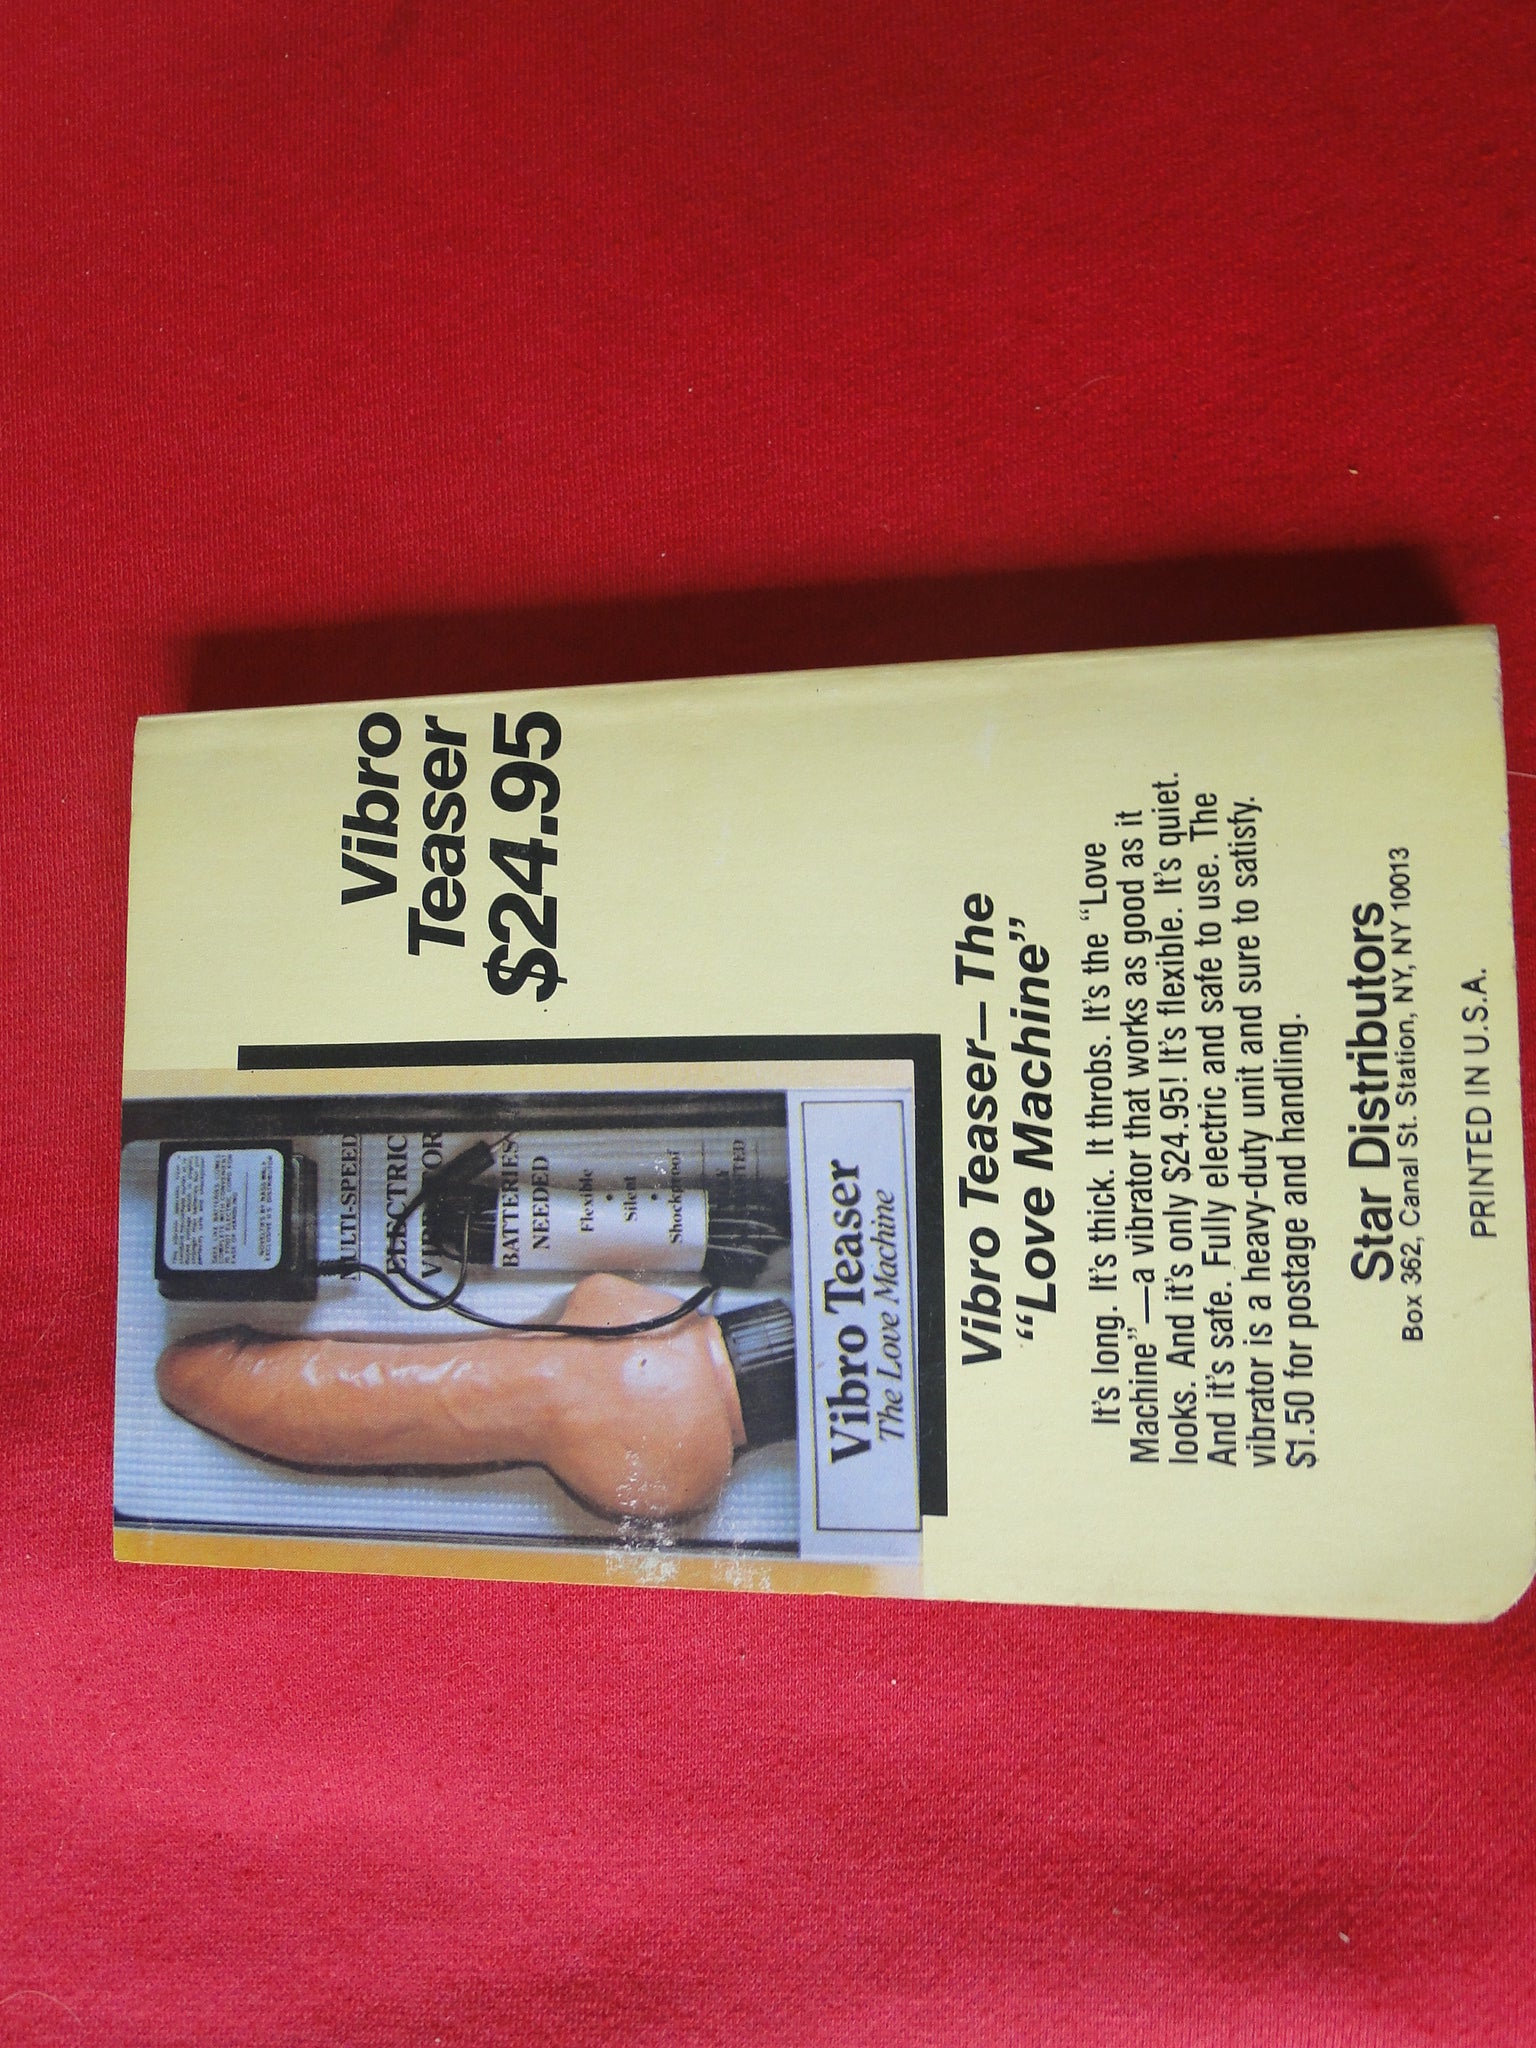 Vibro
Teaser
$24.95
MULTI-SPEED
ELECTRIC
BATTERIES
NEEDED
Flexible
•
Silent
•
Shockproof
Vibro Teaser
The Love Machine
Vibro Teaser— The
“Love Machine”
It's long. It's thick. It throbs. It's the “Love
Machine”—a vibrator that works as good as it
looks. And it's only $24.95! It's flexible. It's quiet.
And it's safe. Fully electric and safe to use. The
vibrator is a heavy-duty unit and sure to satisfy.
$1.50 for postage and handling.
Star Distributors
Box 362, Canal St. Station, NY, NY 10013
PRINTED IN U.S.A.